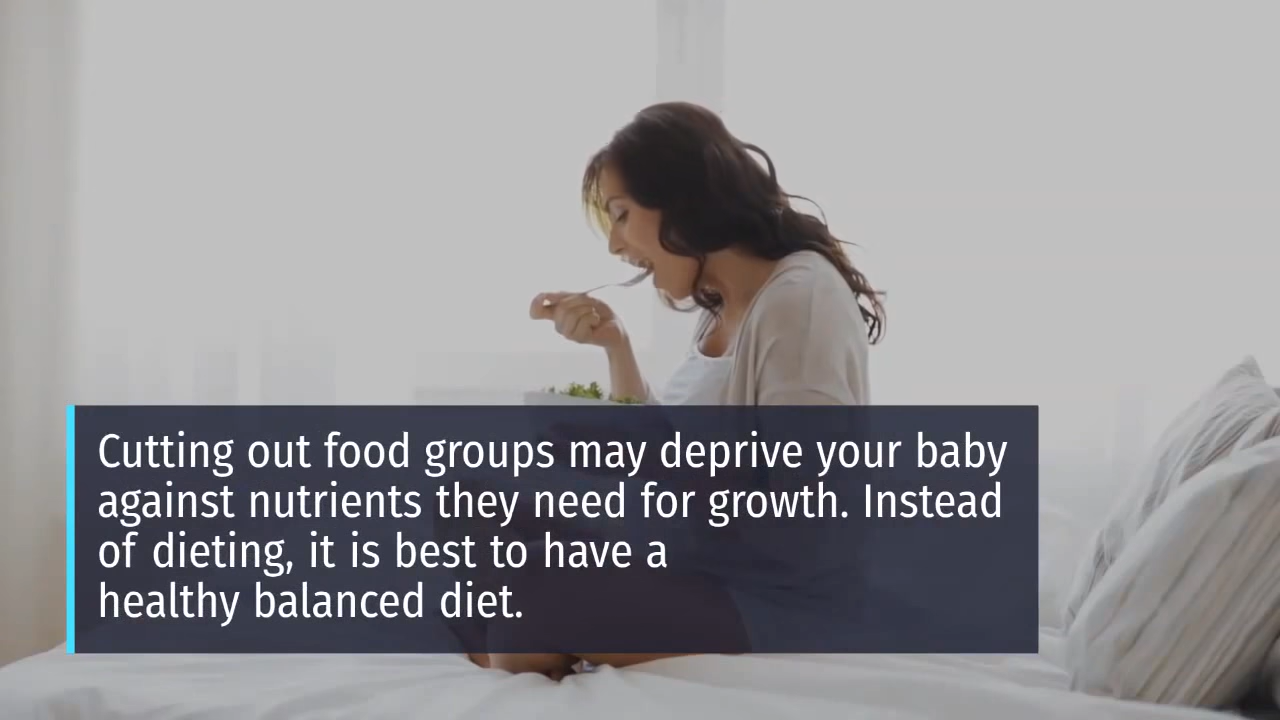 Cutting out food groups may deprive your baby
against nutrients they need for growth. Instead
of dieting, it is best to have a
healthy balanced diet.